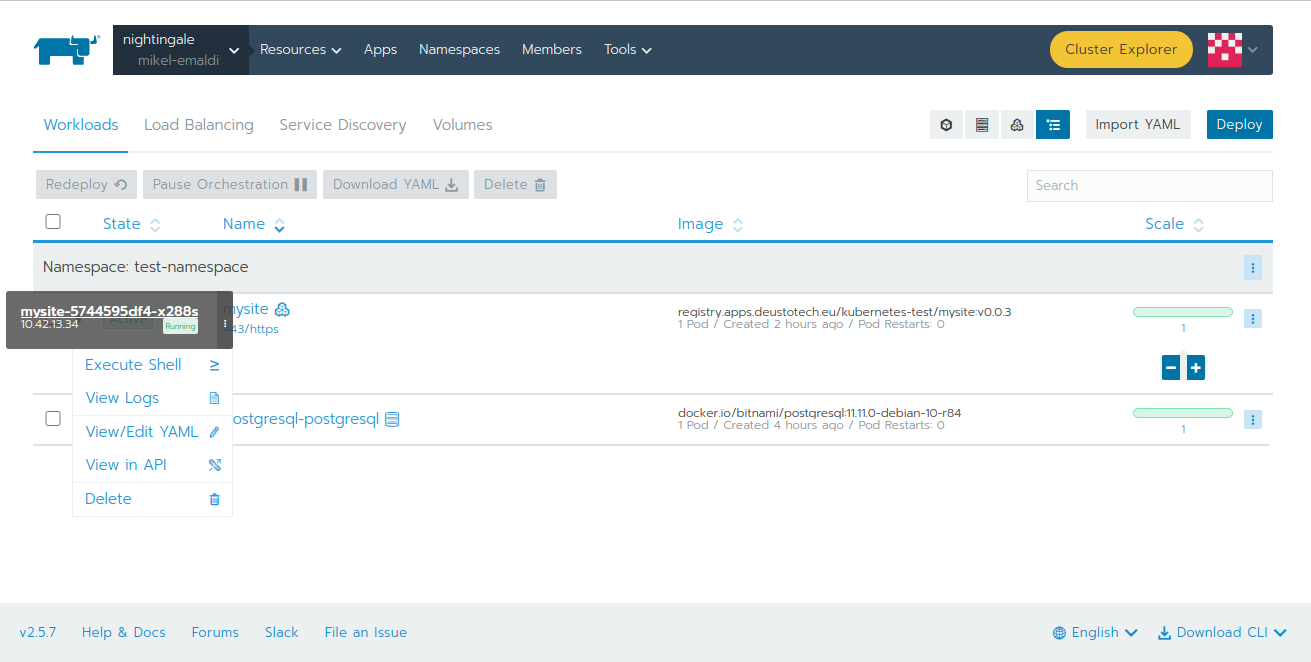 nightingale
mikel-emaldi
Resources Apps Namespaces Members Tools
Cluster Explorer
Workloads Load Balancing Service Discovery Volumes
Import YAML Deploy
Redeploy Pause Orchestration Download YAML Delete
Search
State Name Image Scale
Namespace: test-namespace
mysite-5744595df4-x288s
10.42.13.34
Running
mysite
443/https
registry.apps.deustotech.eu/kubernetes-test/mysite:v0.0.3
1 Pod / Created 2 hours ago / Pod Restarts: 0
1
Execute Shell
View Logs
View/Edit YAML
View in API
Delete
postgresql-postgresql
docker.io/bitnami/postgresql:11.11.0-debian-10-r84
1 Pod / Created 4 hours ago / Pod Restarts: 0
1
v2.5.7 Help & Docs Forums Slack File an Issue
English Download CLI